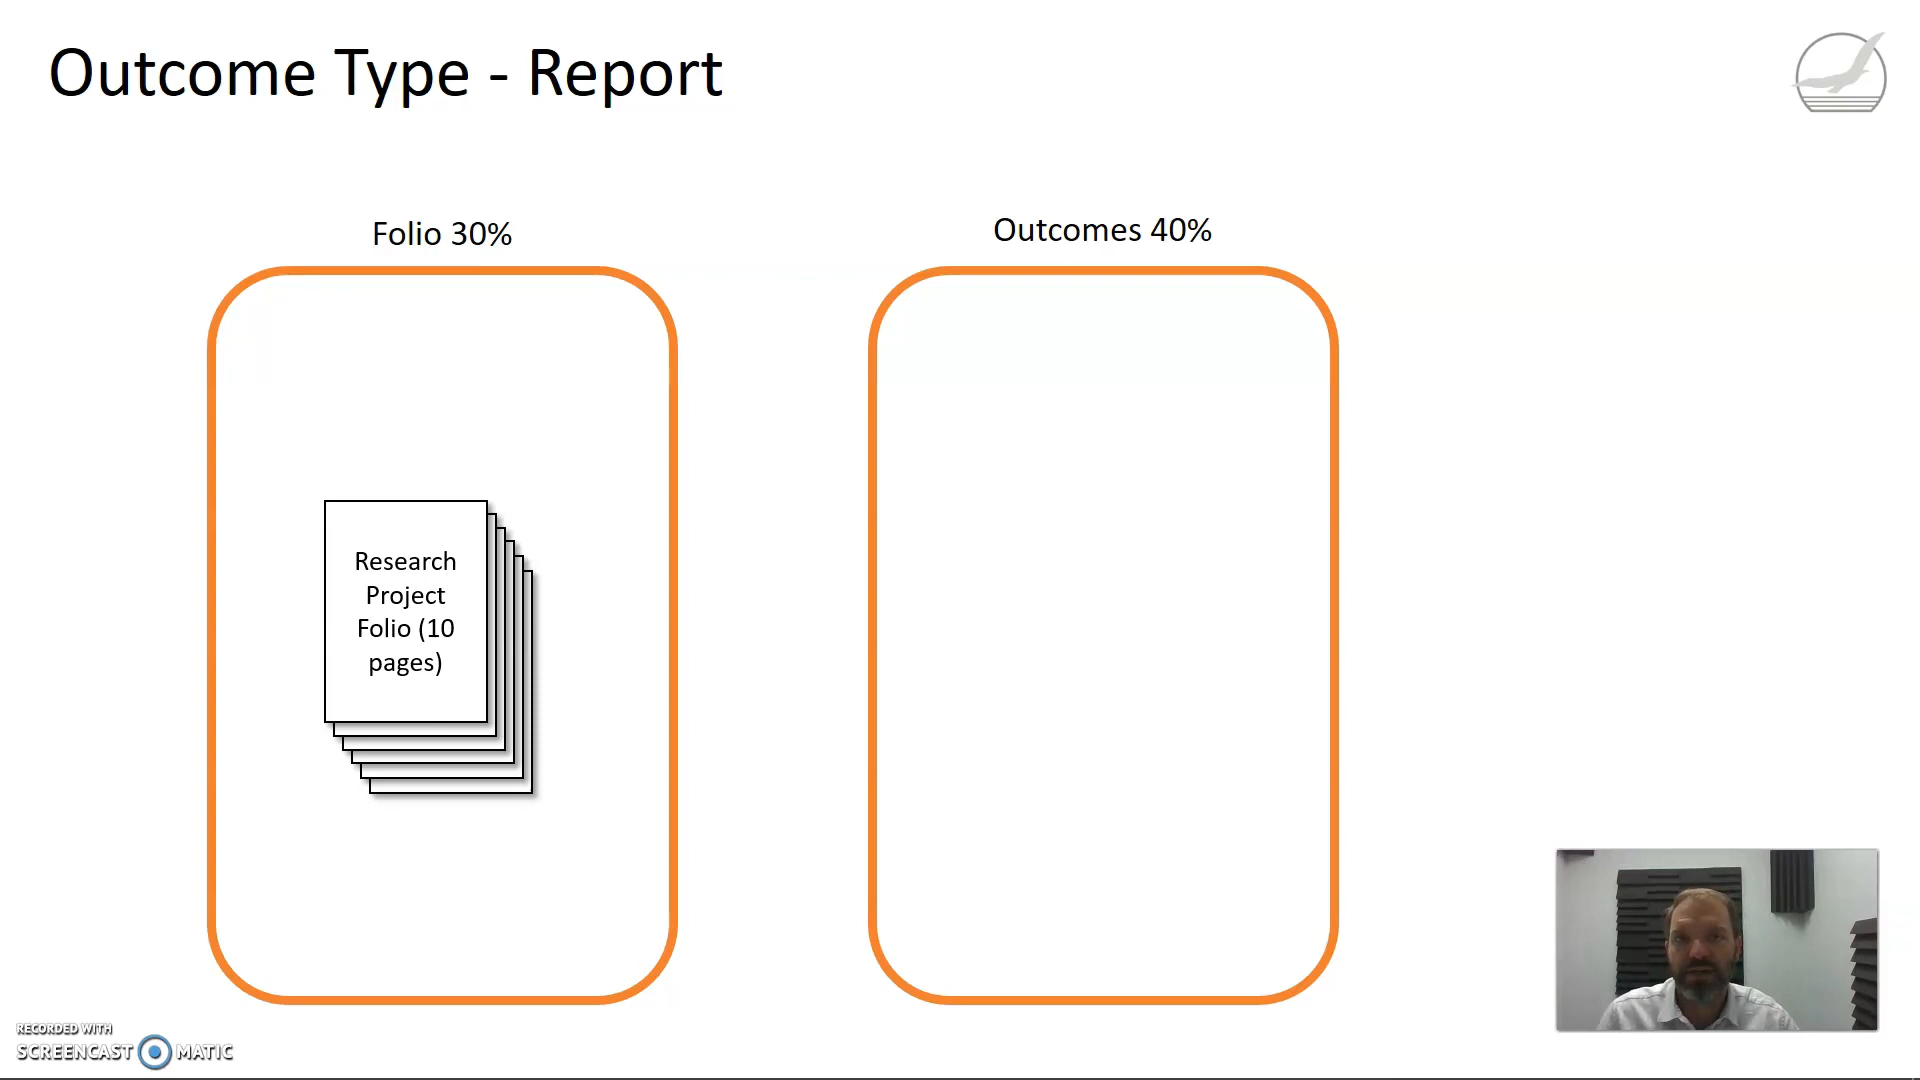 Outcome Type - Report
Folio 30%
Outcomes 40%
Research
Project
Folio (10
pages)
RECORDED WITH
SCREENCAST MATIC